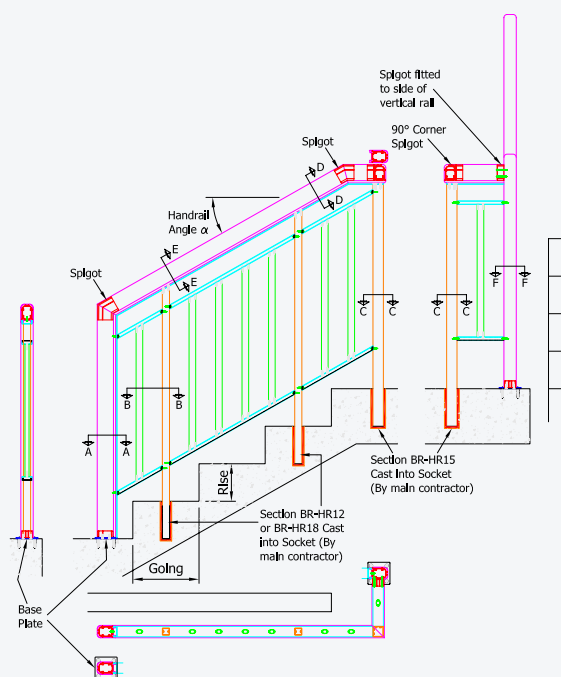 Spigot fitted
to side of
vertical rail
90° Corner
Spigot
Spigot
D
D
Handrail
Angle α
E
E
Spigot
F
F
C
C
C
C
B
B
A
A
Rise
Section BR-HR15
Cast into Socket
(By main contractor)
Section BR-HR12
or BR-HR18 Cast
into Socket (By
main contractor)
Going
Base
Plate